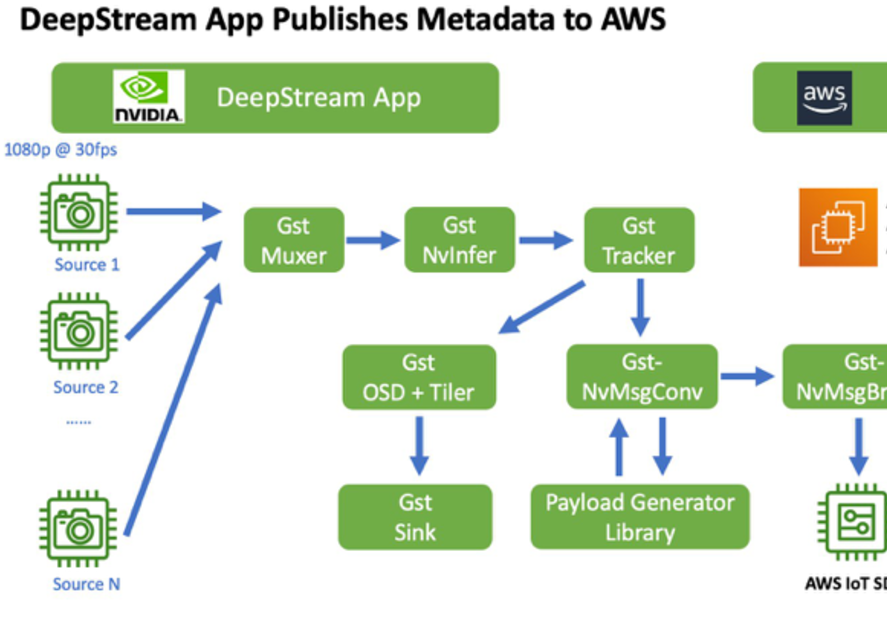 DeepStream App Publishes Metadata to AWS
NVIDIA.
DeepStream App
aws
1080p @ 30fps
Source 1
Source 2
......
Source N
Gst
Muxer
Gst
NvInfer
Gst
Tracker
Gst
OSD + Tiler
Gst-
NvMsgConv
Gst-
NvMsgBr
Gst
Sink
Payload Generator
Library
AWS IoT SD